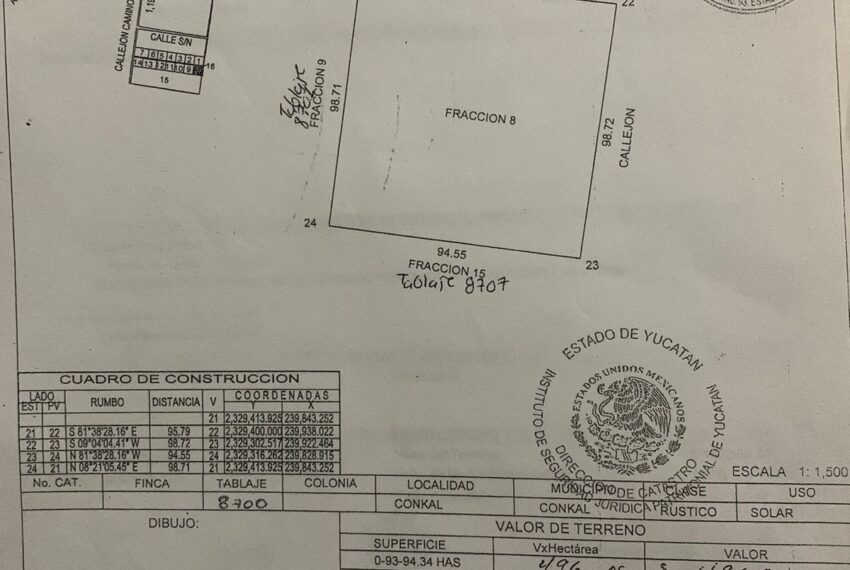 CALLEJON CAMINO
CALLE S/N
7 6 5 4 3 2 1
14 13 12 11 10 9
16
15
22
Tablaje
FRACCION 9
98.71
FRACCION 8
98.72
CALLEJON
24
23
94.55
FRACCION 15
Tablaje 8707
ESTADO DE YUCATAN
ESTADOS UNIDOS MEXICANOS
INSTITUTO DE SEGURIDAD JURIDICA PATRIMONIAL DE YUCATAN
DIRECCION DE CATASTRO
CUADRO DE CONSTRUCCION
LADO RUMBO DISTANCIA V COORDENADAS
EST PV Y X
21 2,329,413.925 239,843.252
21 22 S 81°38'28.16" E 95.79 22 2,329,400.000 239,938.022
22 23 S 09°04'04.41" W 98.72 23 2,329,302.517 239,922.464
23 24 N 81°38'28.16" W 94.55 24 2,329,316.262 239,828.915
24 21 N 08°21'05.45" E 98.71 21 2,329,413.925 239,843.252
ESCALA 1: 1,500
No. CAT. FINCA TABLAJE COLONIA LOCALIDAD MUNICIPIO CLASE USO
8700 CONKAL CONKAL RUSTICO SOLAR
DIBUJO: VALOR DE TERRENO
SUPERFICIE VxHectárea VALOR
0-93-94.34 HAS